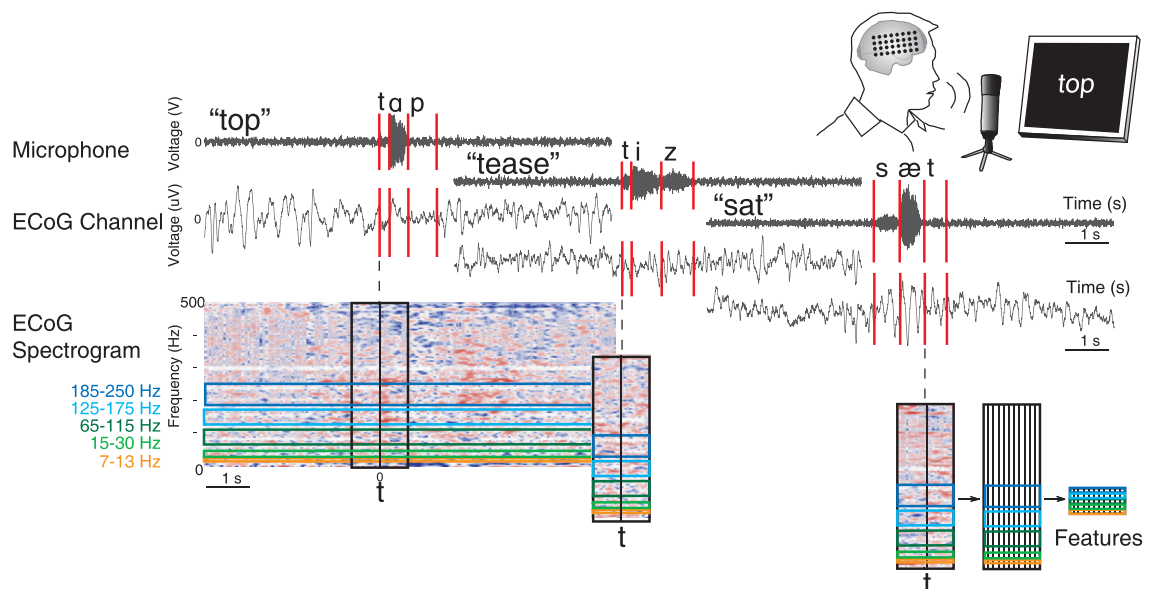 top
t ɑ p
"top"
Microphone
Voltage (V)
0
t i z
"tease"
s æ t
"sat"
ECoG Channel
Voltage (uV)
0
Time (s)
1 s
Time (s)
1 s
ECoG
Spectrogram
500
Frequency (Hz)
185-250 Hz
125-175 Hz
65-115 Hz
15-30 Hz
7-13 Hz
0
1 s
0
t
t
t
Features